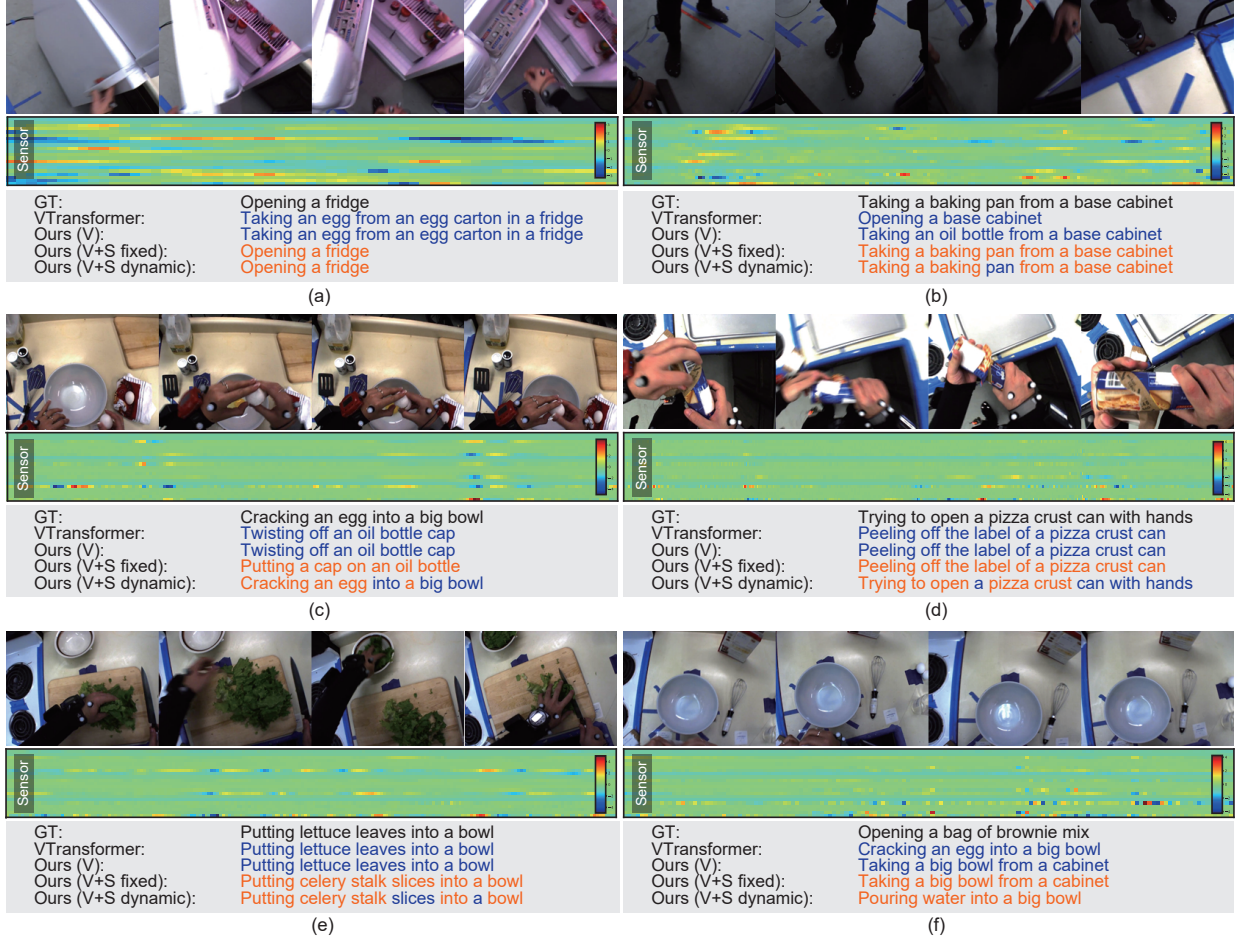 Sensor
GT: Opening a fridge
VTransformer: Taking an egg from an egg carton in a fridge
Ours (V): Taking an egg from an egg carton in a fridge
Ours (V+S fixed): Opening a fridge
Ours (V+S dynamic): Opening a fridge
(a)
Sensor
GT: Taking a baking pan from a base cabinet
VTransformer: Opening a base cabinet
Ours (V): Taking an oil bottle from a base cabinet
Ours (V+S fixed): Taking a baking pan from a base cabinet
Ours (V+S dynamic): Taking a baking pan from a base cabinet
(b)
Sensor
GT: Cracking an egg into a big bowl
VTransformer: Twisting off an oil bottle cap
Ours (V): Twisting off an oil bottle cap
Ours (V+S fixed): Putting a cap on an oil bottle
Ours (V+S dynamic): Cracking an egg into a big bowl
(c)
Sensor
GT: Trying to open a pizza crust can with hands
VTransformer: Peeling off the label of a pizza crust can
Ours (V): Peeling off the label of a pizza crust can
Ours (V+S fixed): Peeling off the label of a pizza crust can
Ours (V+S dynamic): Trying to open a pizza crust can with hands
(d)
Sensor
GT: Putting lettuce leaves into a bowl
VTransformer: Putting lettuce leaves into a bowl
Ours (V): Putting lettuce leaves into a bowl
Ours (V+S fixed): Putting celery stalk slices into a bowl
Ours (V+S dynamic): Putting celery stalk slices into a bowl
(e)
Sensor
GT: Opening a bag of brownie mix
VTransformer: Cracking an egg into a big bowl
Ours (V): Taking a big bowl from a cabinet
Ours (V+S fixed): Taking a big bowl from a cabinet
Ours (V+S dynamic): Pouring water into a big bowl
(f)